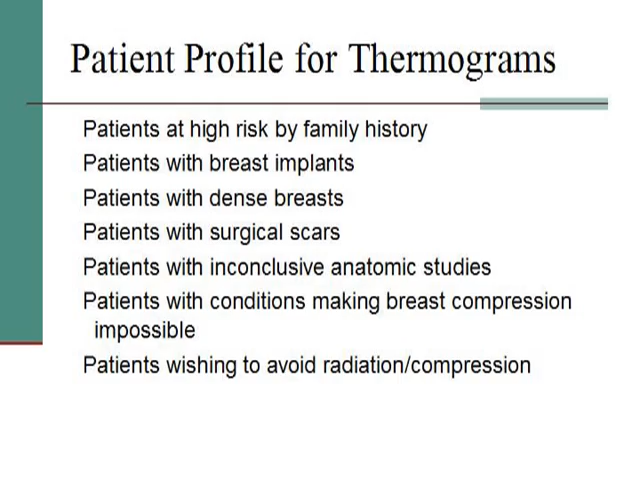 Patient Profile for Thermograms
Patients at high risk by family history
Patients with breast implants
Patients with dense breasts
Patients with surgical scars
Patients with inconclusive anatomic studies
Patients with conditions making breast compression
impossible
Patients wishing to avoid radiation/compression